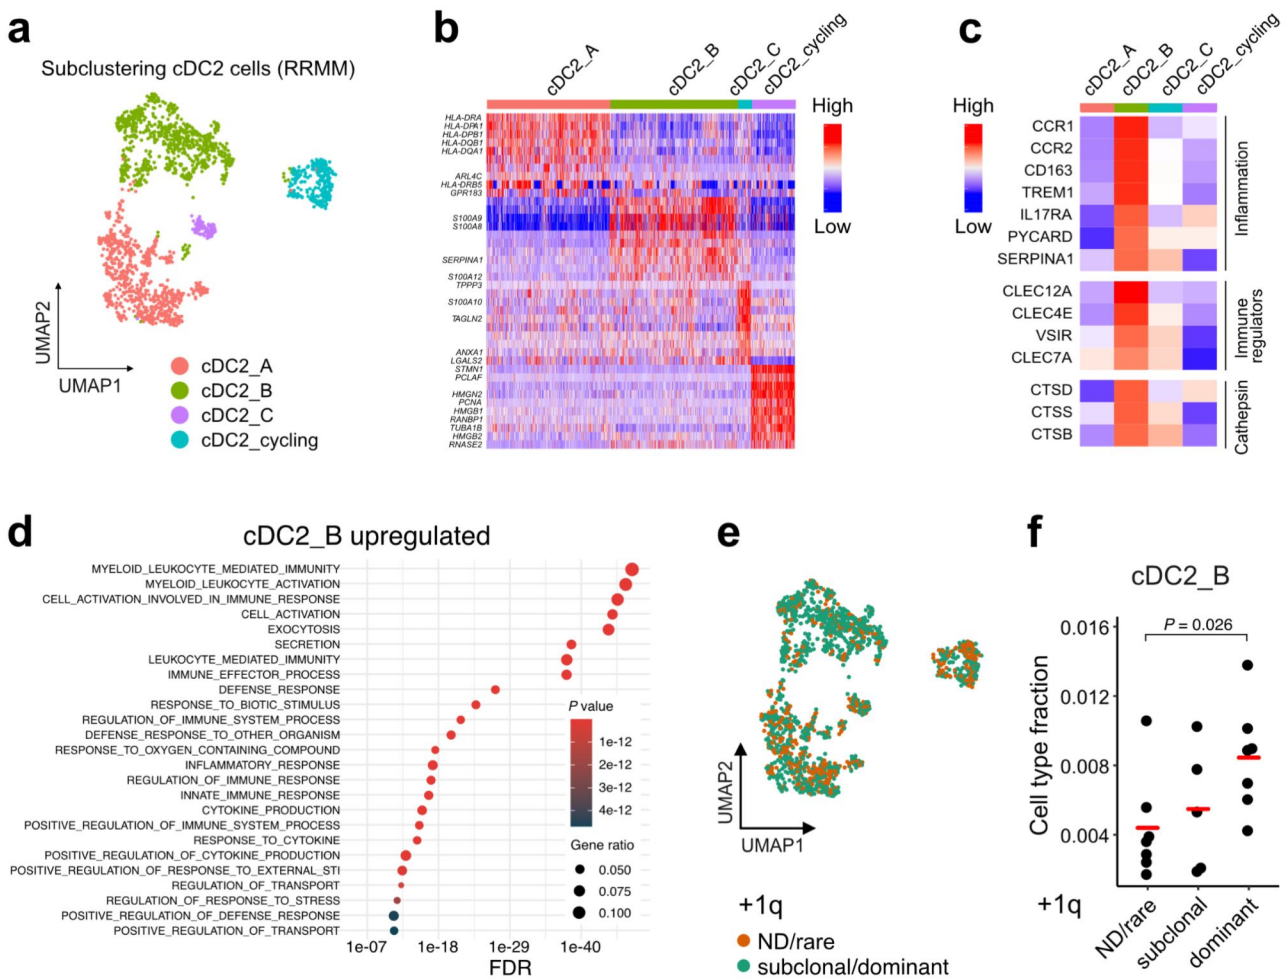 a
Subclustering cDC2 cells (RRMM)
UMAP2
UMAP1
cDC2_A
cDC2_B
cDC2_C
cDC2_cycling
b
cDC2_A
cDC2_B
cDC2_C
cDC2_cycling
HLA-DRA
HLA-DPA1
HLA-DPB1
HLA-DQB1
HLA-DQA1
ARL4C
HLA-DRB5
GPR183
S100A9
S100A8
SERPINA1
S100A12
TPPP3
S100A10
TAGLN2
ANXA1
LGALS2
STMN1
PCLAF
HMGN2
PCNA
HMGB1
RANBP1
TUBA1B
HMGB2
RNASE2
High
Low
c
High
Low
cDC2_A
cDC2_B
cDC2_C
cDC2_cycling
CCR1
CCR2
CD163
TREM1
IL17RA
PYCARD
SERPINA1
Inflammation
CLEC12A
CLEC4E
VSIR
CLEC7A
Immune
regulators
CTSD
CTSS
CTSB
Cathepsin
d
cDC2_B upregulated
MYELOID_LEUKOCYTE_MEDIATED_IMMUNITY
MYELOID_LEUKOCYTE_ACTIVATION
CELL_ACTIVATION_INVOLVED_IN_IMMUNE_RESPONSE
CELL_ACTIVATION
EXOCYTOSIS
SECRETION
LEUKOCYTE_MEDIATED_IMMUNITY
IMMUNE_EFFECTOR_PROCESS
DEFENSE_RESPONSE
RESPONSE_TO_BIOTIC_STIMULUS
REGULATION_OF_IMMUNE_SYSTEM_PROCESS
DEFENSE_RESPONSE_TO_OTHER_ORGANISM
RESPONSE_TO_OXYGEN_CONTAINING_COMPOUND
INFLAMMATORY_RESPONSE
REGULATION_OF_IMMUNE_RESPONSE
INNATE_IMMUNE_RESPONSE
CYTOKINE_PRODUCTION
POSITIVE_REGULATION_OF_IMMUNE_SYSTEM_PROCESS
RESPONSE_TO_CYTOKINE
POSITIVE_REGULATION_OF_CYTOKINE_PRODUCTION
POSITIVE_REGULATION_OF_RESPONSE_TO_EXTERNAL_STI
REGULATION_OF_TRANSPORT
REGULATION_OF_RESPONSE_TO_STRESS
POSITIVE_REGULATION_OF_DEFENSE_RESPONSE
POSITIVE_REGULATION_OF_TRANSPORT
1e-07 1e-18 1e-29 1e-40
FDR
P value
1e-12
2e-12
3e-12
4e-12
Gene ratio
0.050
0.075
0.100
e
UMAP2
UMAP1
+1q
ND/rare
subclonal/dominant
f
cDC2_B
P = 0.026
Cell type fraction
0.016
0.012
0.008
0.004
+1q
ND/rare
subclonal
dominant